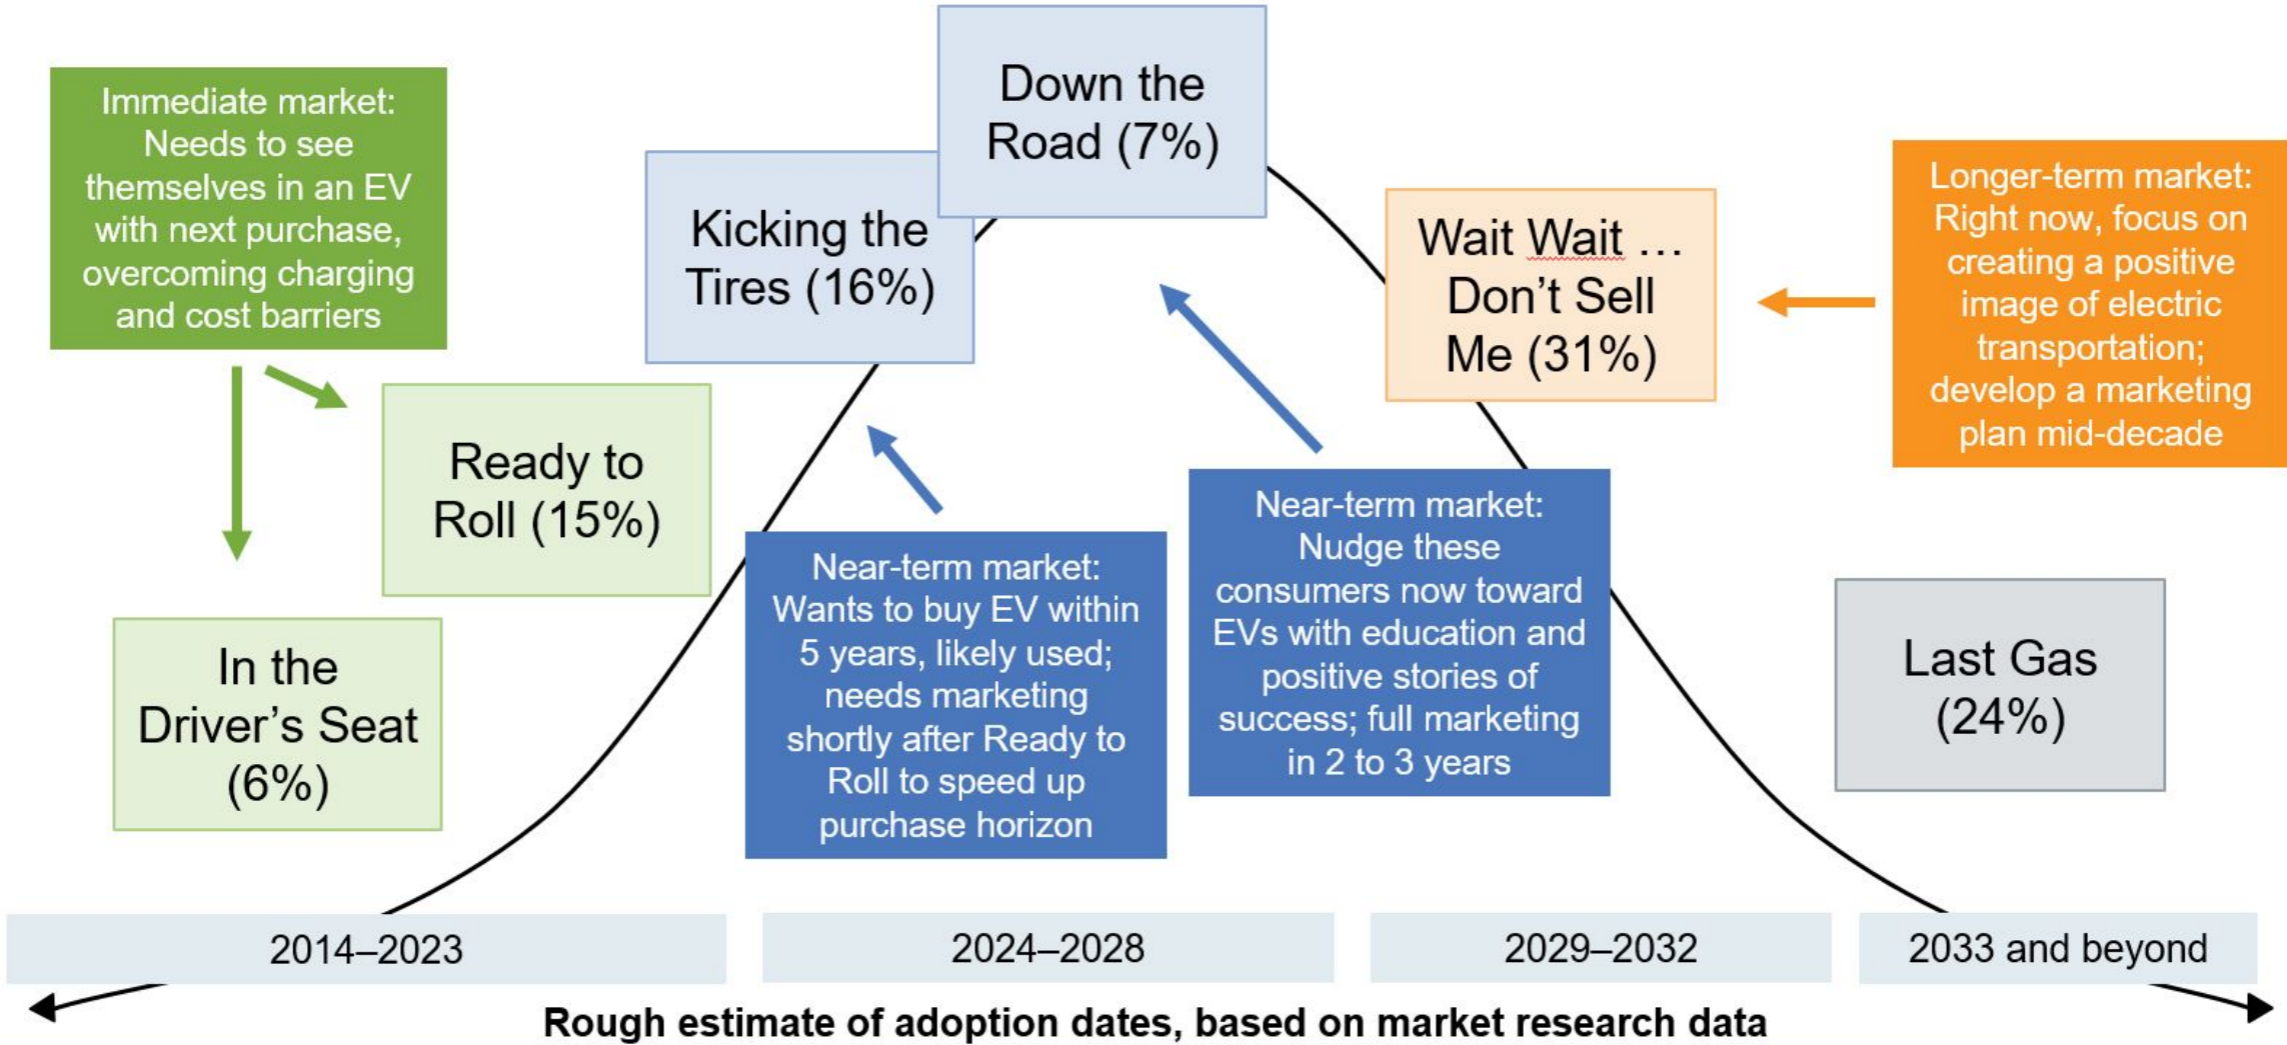 Immediate market:
Needs to see
themselves in an EV
with next purchase,
overcoming charging
and cost barriers
In the
Driver’s Seat
(6%)
Ready to
Roll (15%)
Kicking the
Tires (16%)
Down the
Road (7%)
Near-term market:
Wants to buy EV within
5 years, likely used;
needs marketing
shortly after Ready to
Roll to speed up
purchase horizon
Near-term market:
Nudge these
consumers now toward
EVs with education and
positive stories of
success; full marketing
in 2 to 3 years
Wait Wait …
Don’t Sell
Me (31%)
Longer-term market:
Right now, focus on
creating a positive
image of electric
transportation;
develop a marketing
plan mid-decade
Last Gas
(24%)
2014–2023
2024–2028
2029–2032
2033 and beyond
Rough estimate of adoption dates, based on market research data